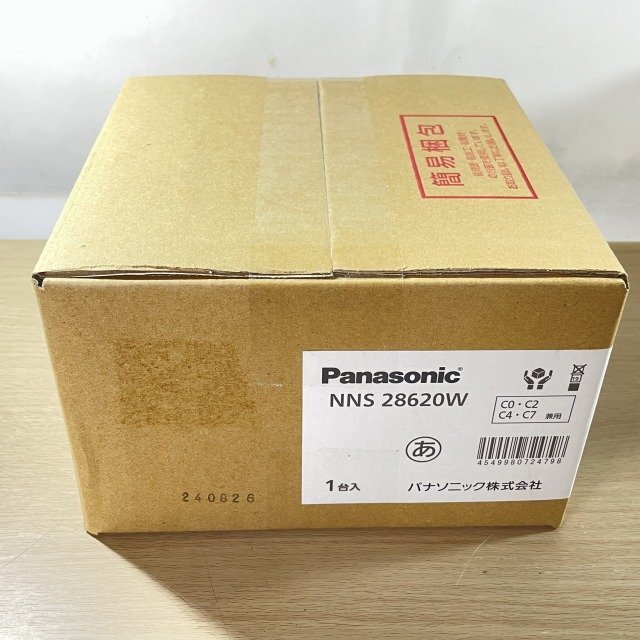 簡易梱包
Panasonic
NNS 28620W
C0・C2
C4・C7 兼用
あ
4549980724798
1台入
パナソニック株式会社
240826